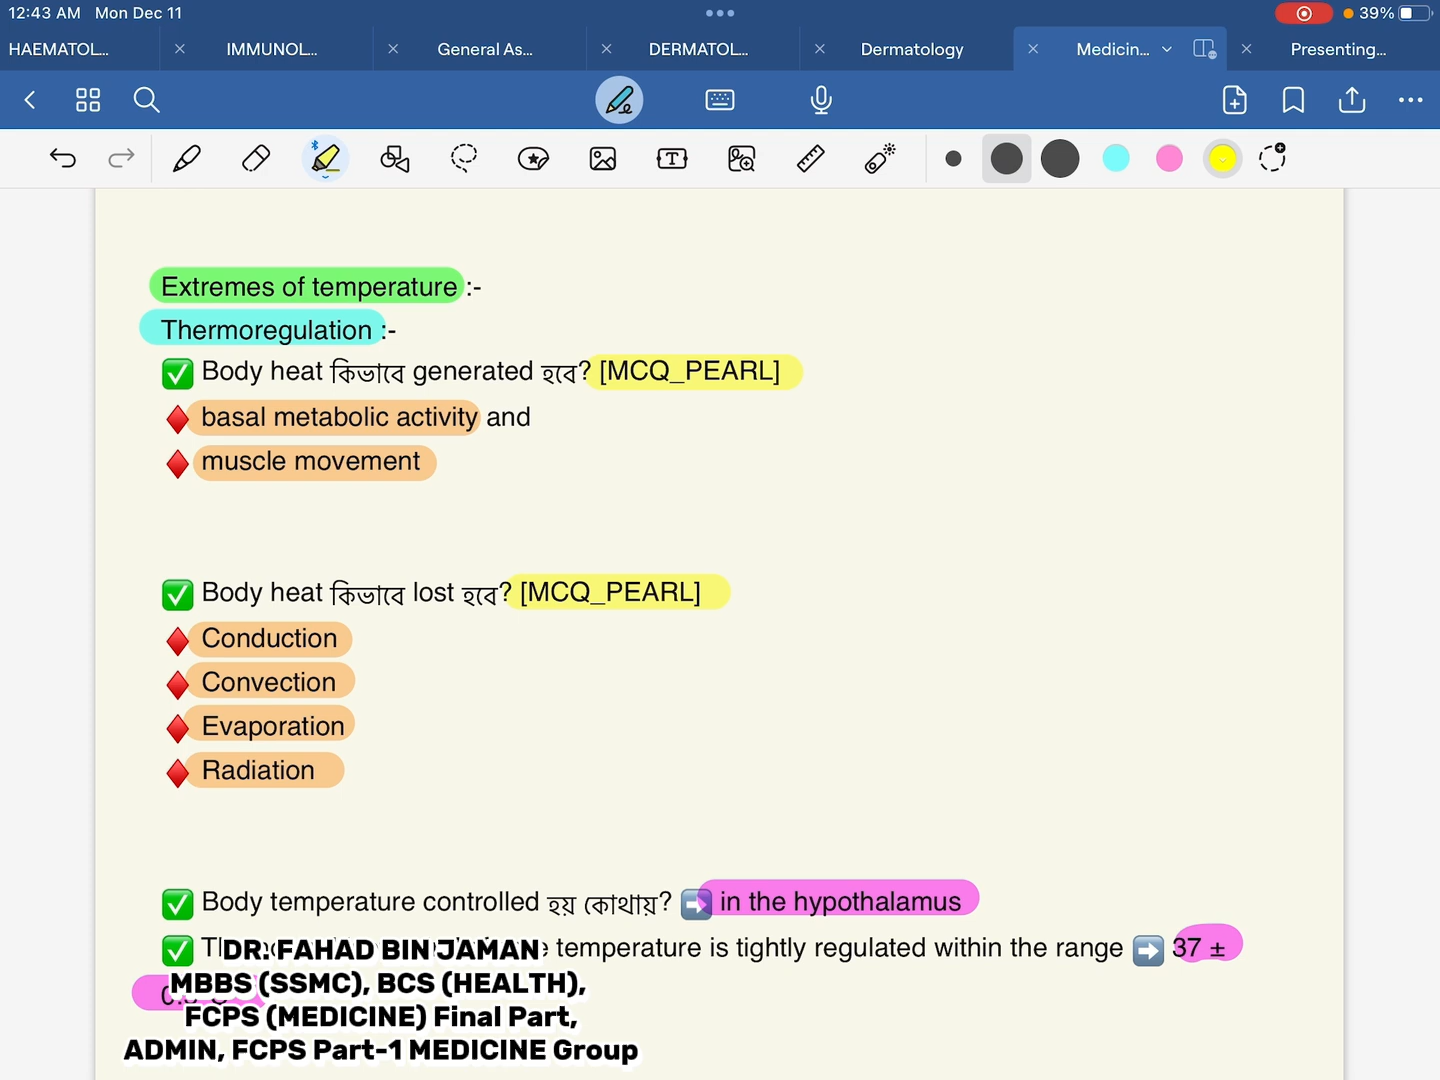 12:43 AM Mon Dec 11
39%
HAEMATOL... IMMUNOL... General As... DERMATOL... Dermatology Medicin... Presenting...
Extremes of temperature :-
Thermoregulation :-
Body heat কিভাবে generated হবে? [MCQ_PEARL]
basal metabolic activity and
muscle movement
Body heat কিভাবে lost হবে? [MCQ_PEARL]
Conduction
Convection
Evaporation
Radiation
Body temperature controlled হয় কোথায়? in the hypothalamus
temperature is tightly regulated within the range 37 ±
DR. FAHAD BIN JAMAN
MBBS (SSMC), BCS (HEALTH),
FCPS (MEDICINE) Final Part,
ADMIN, FCPS Part-1 MEDICINE Group